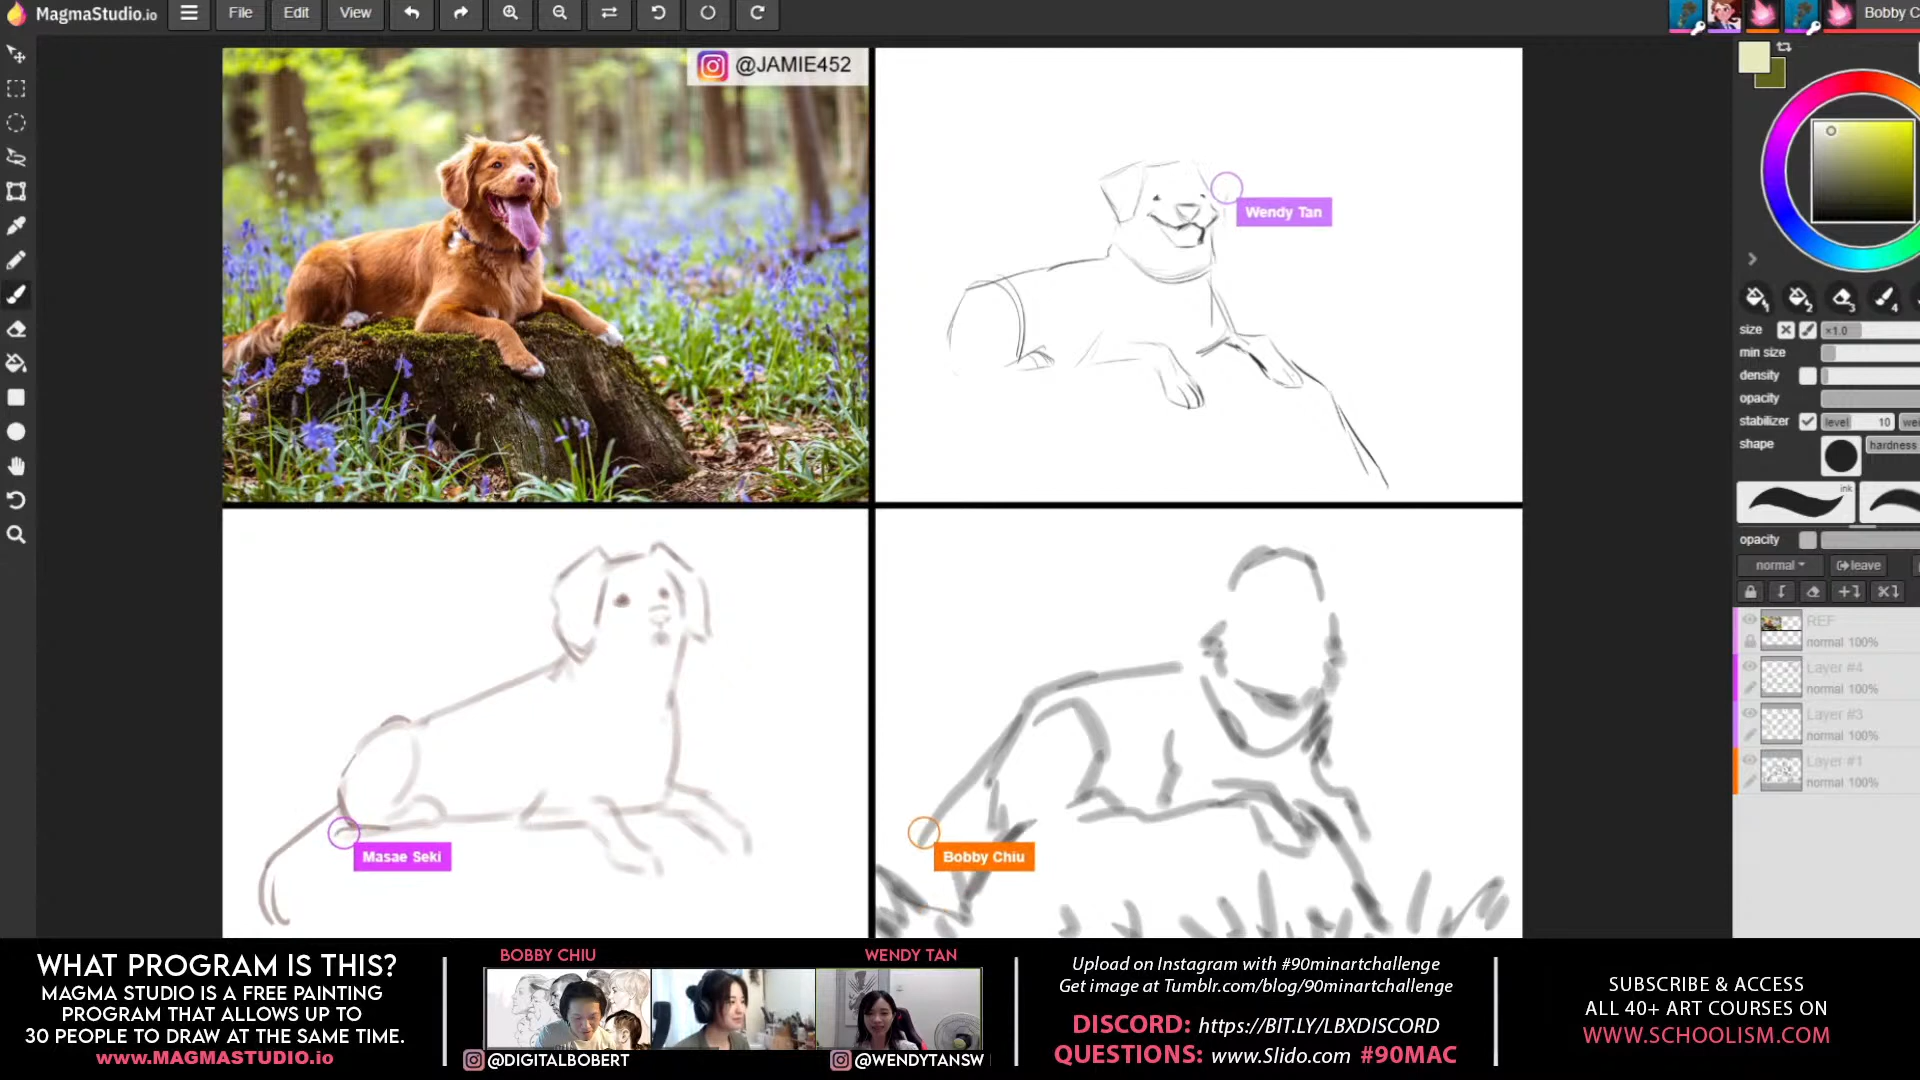 MagmaStudio.io
File
Edit
View
Bobby C
@JAMIE452
Wendy Tan
Masae Seki
Bobby Chiu
size
×1.0
min size
density
opacity
stabilizer
level 10
shape
hardness
ink
opacity
normal
leave
REF
normal 100%
Layer #4
normal 100%
Layer #3
normal 100%
Layer #1
normal 100%
WHAT PROGRAM IS THIS?
MAGMA STUDIO IS A FREE PAINTING
PROGRAM THAT ALLOWS UP TO
30 PEOPLE TO DRAW AT THE SAME TIME.
www.MAGMASTUDIO.io
BOBBY CHIU
WENDY TAN
@DIGITALBOBERT
@WENDYTANSW
Upload on Instagram with #90minartchallenge
Get image at Tumblr.com/blog/90minartchallenge
DISCORD: https://BIT.LY/LBXDISCORD
QUESTIONS: www.Slido.com #90MAC
SUBSCRIBE & ACCESS
ALL 40+ ART COURSES ON
WWW.SCHOOLISM.COM